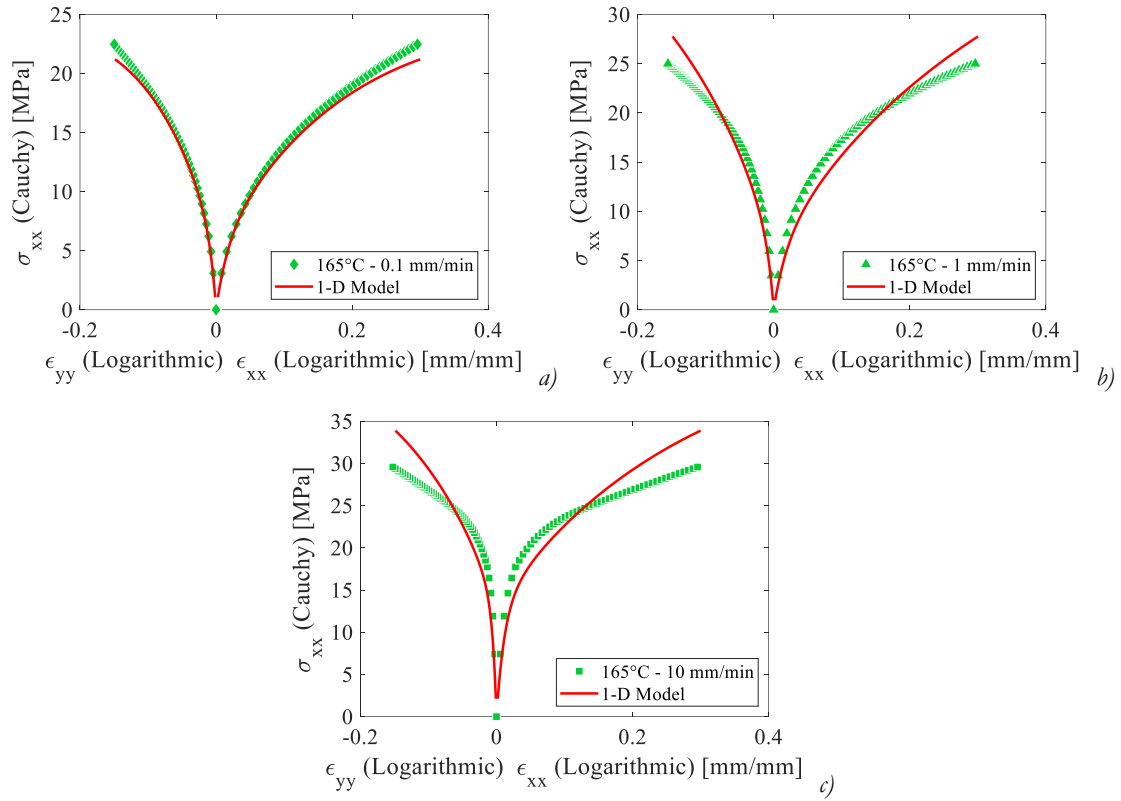 25
20
15
10
5
0
-0.2 0 0.2 0.4
σxx (Cauchy) [MPa]
165°C - 0.1 mm/min
1-D Model
ϵyy (Logarithmic) ϵxx (Logarithmic) [mm/mm]
a)
30
25
20
15
10
5
0
-0.2 0 0.2 0.4
σxx (Cauchy) [MPa]
165°C - 1 mm/min
1-D Model
ϵyy (Logarithmic) ϵxx (Logarithmic) [mm/mm]
b)
35
30
25
20
15
10
5
0
-0.2 0 0.2 0.4
σxx (Cauchy) [MPa]
165°C - 10 mm/min
1-D Model
ϵyy (Logarithmic) ϵxx (Logarithmic) [mm/mm]
c)